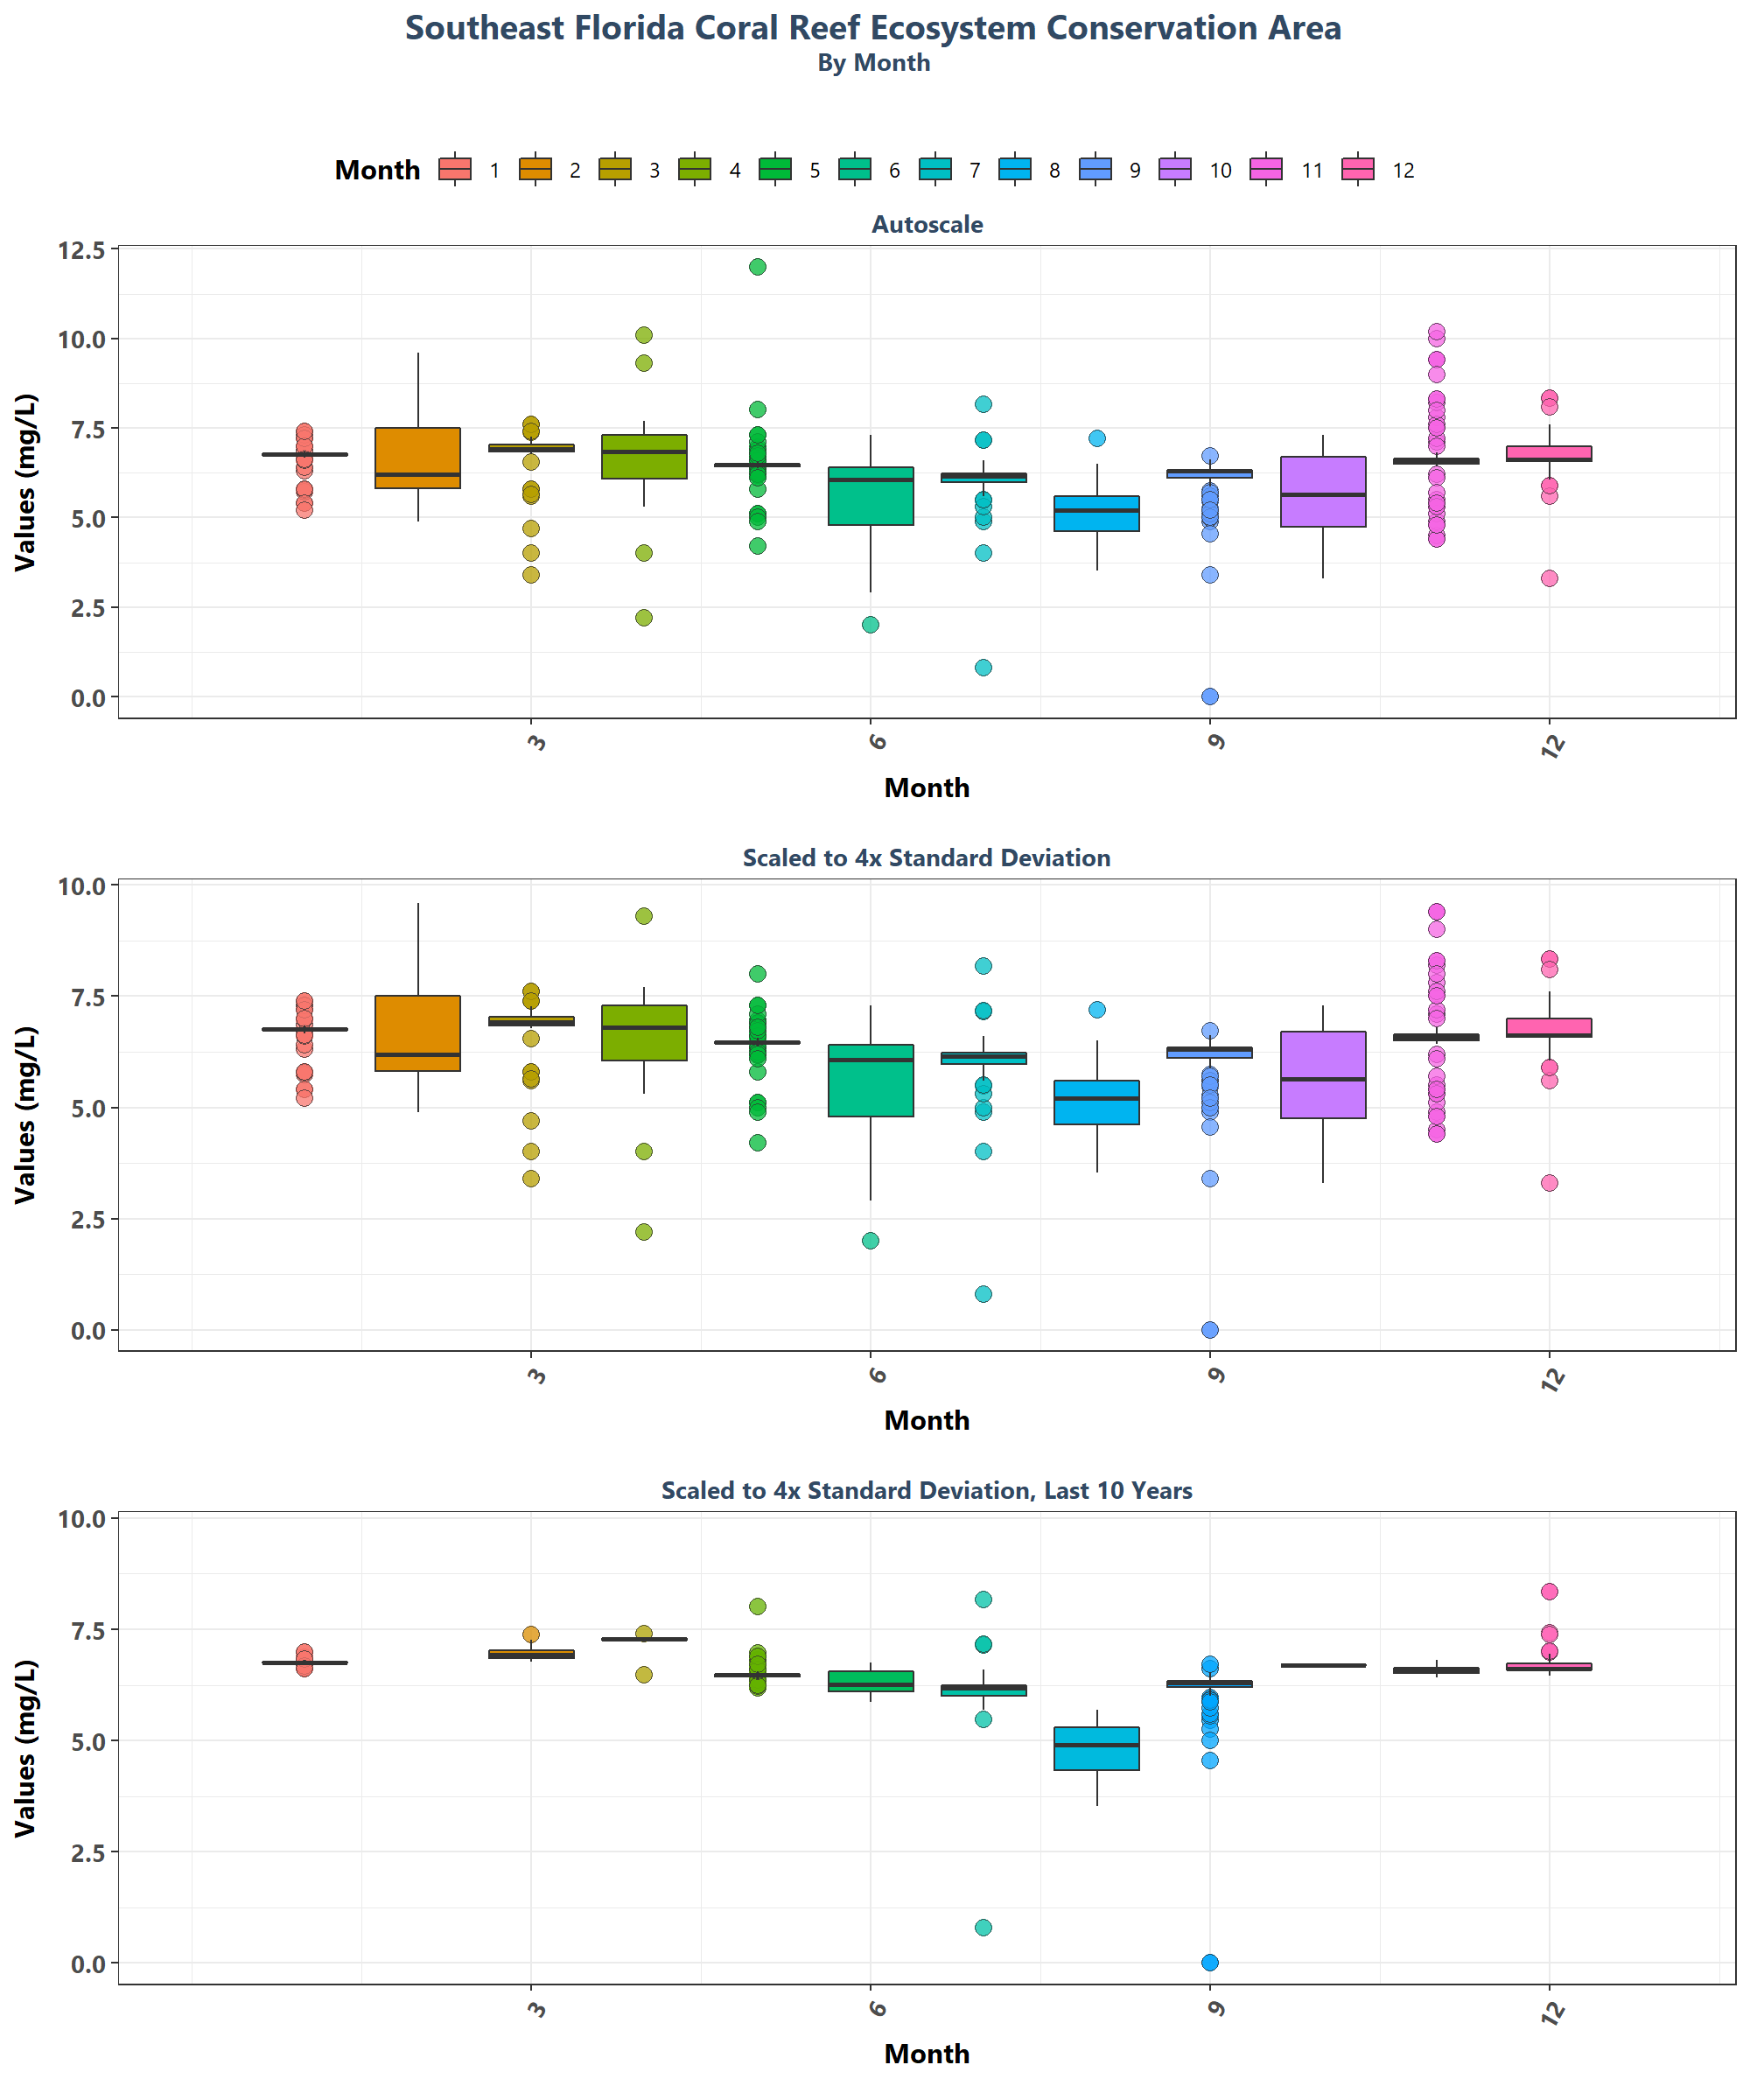 Southeast Florida Coral Reef Ecosystem Conservation Area
By Month
Month 1 2 3 4 5 6 7 8 9 10 11 12
Autoscale
Values (mg/L)
12.5
10.0
7.5
5.0
2.5
0.0
3 6 9 12
Month
Scaled to 4x Standard Deviation
Values (mg/L)
10.0
7.5
5.0
2.5
0.0
3 6 9 12
Month
Scaled to 4x Standard Deviation, Last 10 Years
Values (mg/L)
10.0
7.5
5.0
2.5
0.0
3 6 9 12
Month